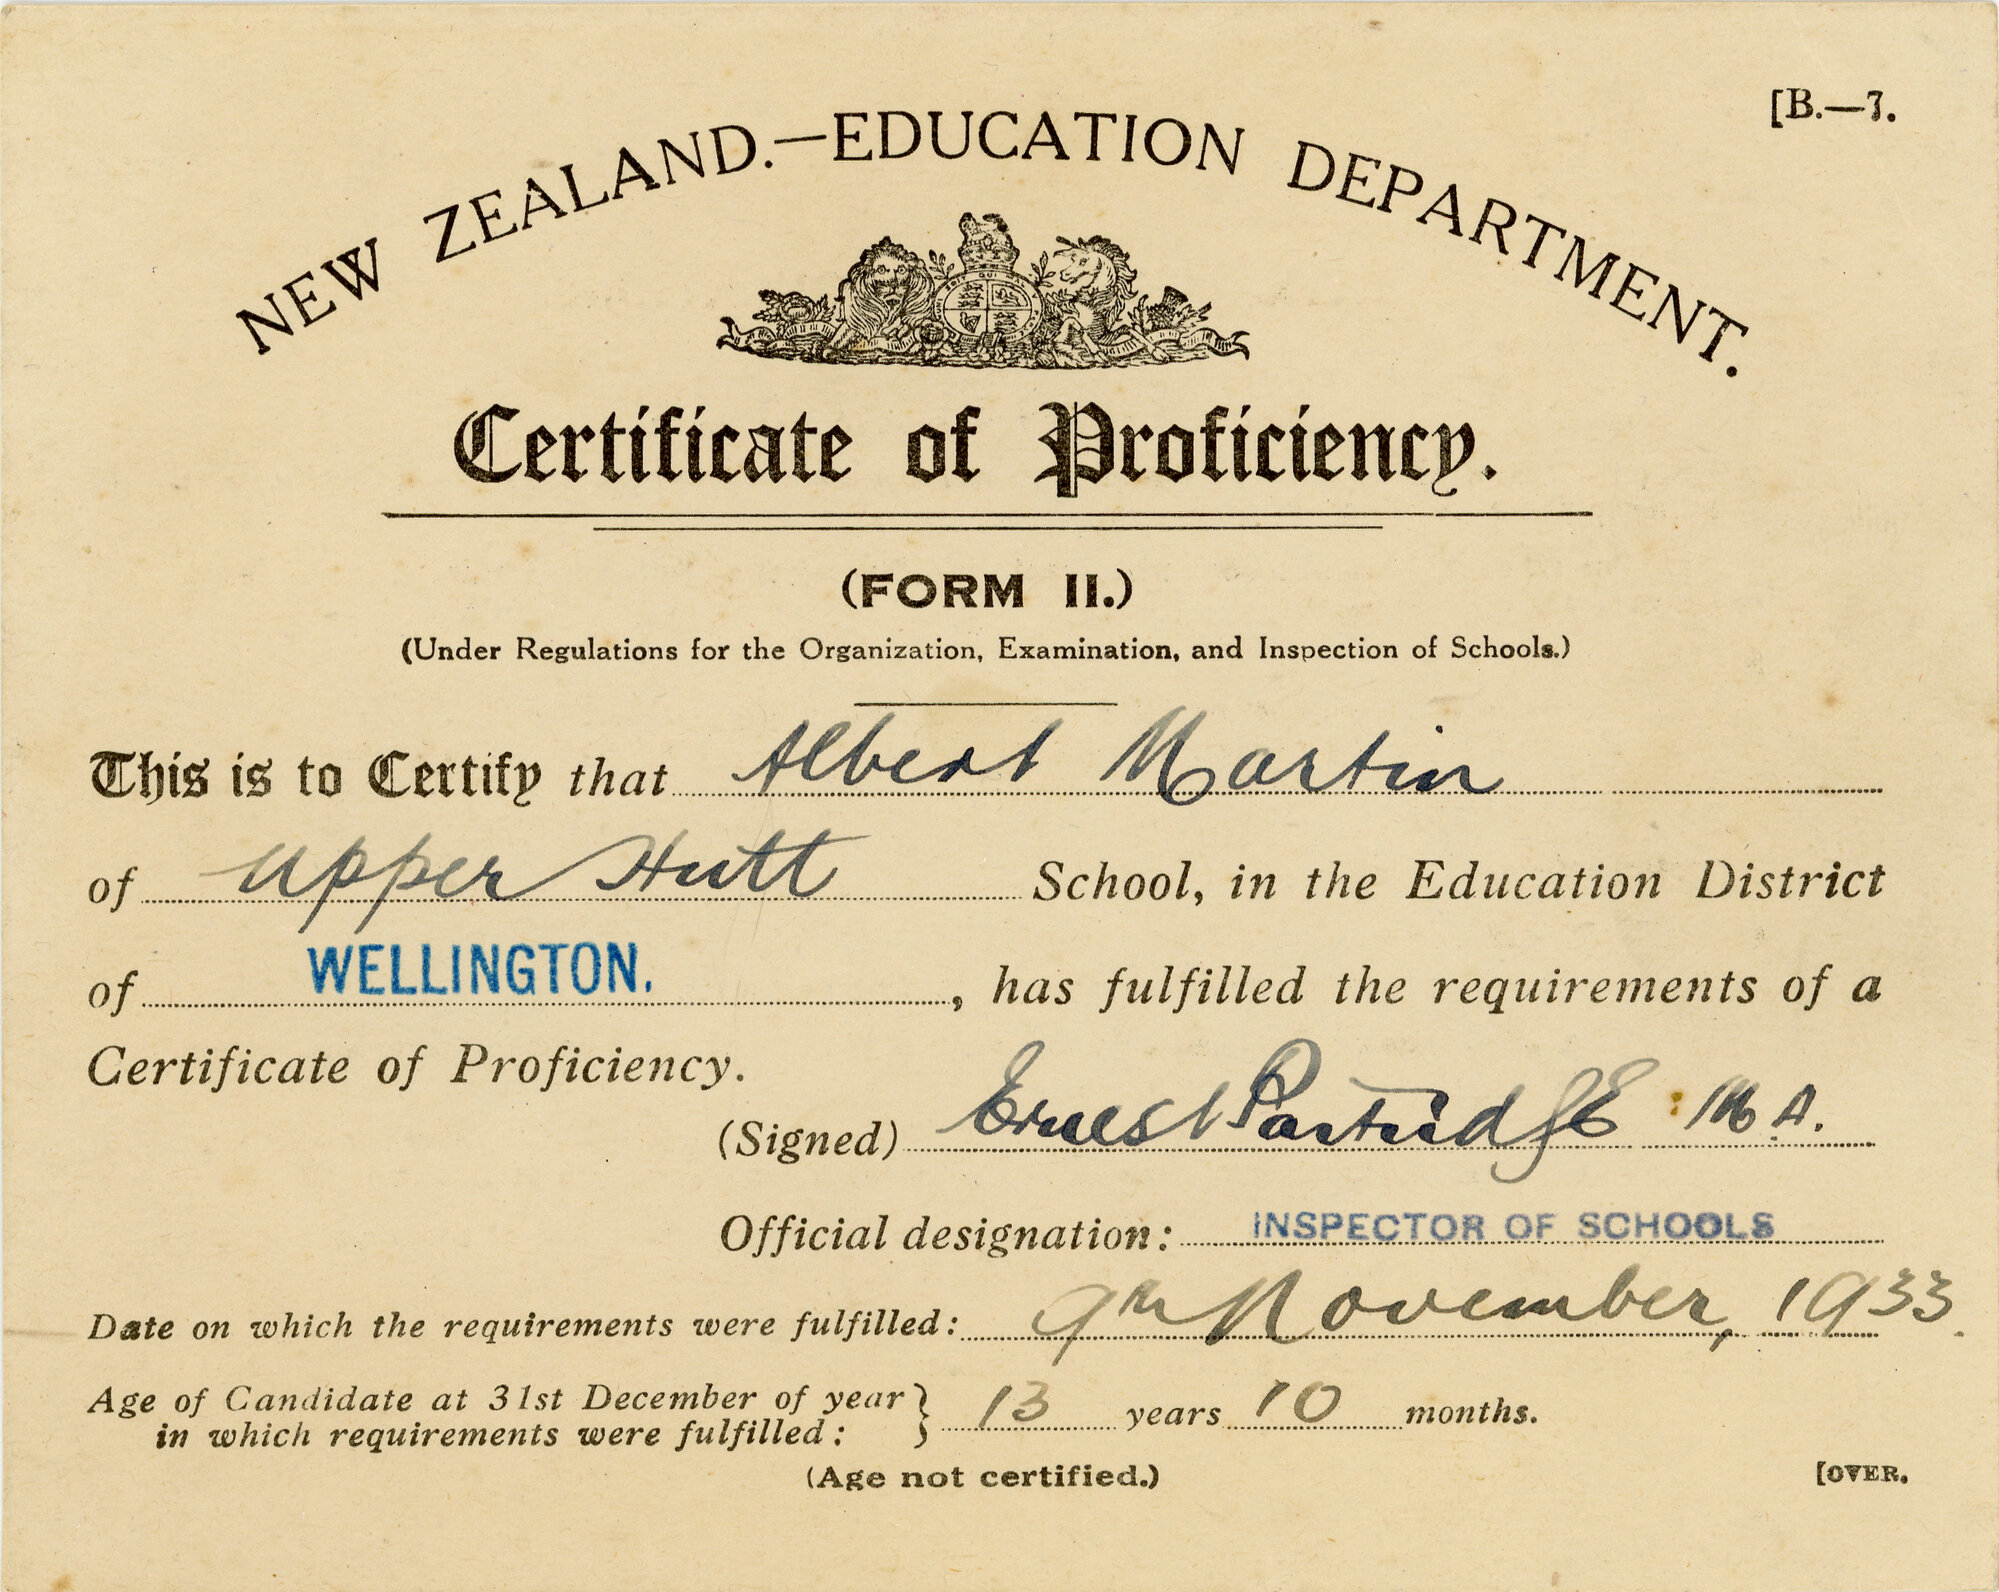 [B.—7.
NEW ZEALAND.—EDUCATION DEPARTMENT.
Certificate of Proficiency.
(FORM II.)
(Under Regulations for the Organization, Examination, and Inspection of Schools.)
This is to Certify that Albert Martin
of Upper Hutt School, in the Education District
of WELLINGTON. , has fulfilled the requirements of a
Certificate of Proficiency.
(Signed) Ernest Partridge M.A.
Official designation: INSPECTOR OF SCHOOLS
Date on which the requirements were fulfilled: 9th November, 1933.
Age of Candidate at 31st December of year
in which requirements were fulfilled: } 13 years 10 months.
(Age not certified.)
[OVER.